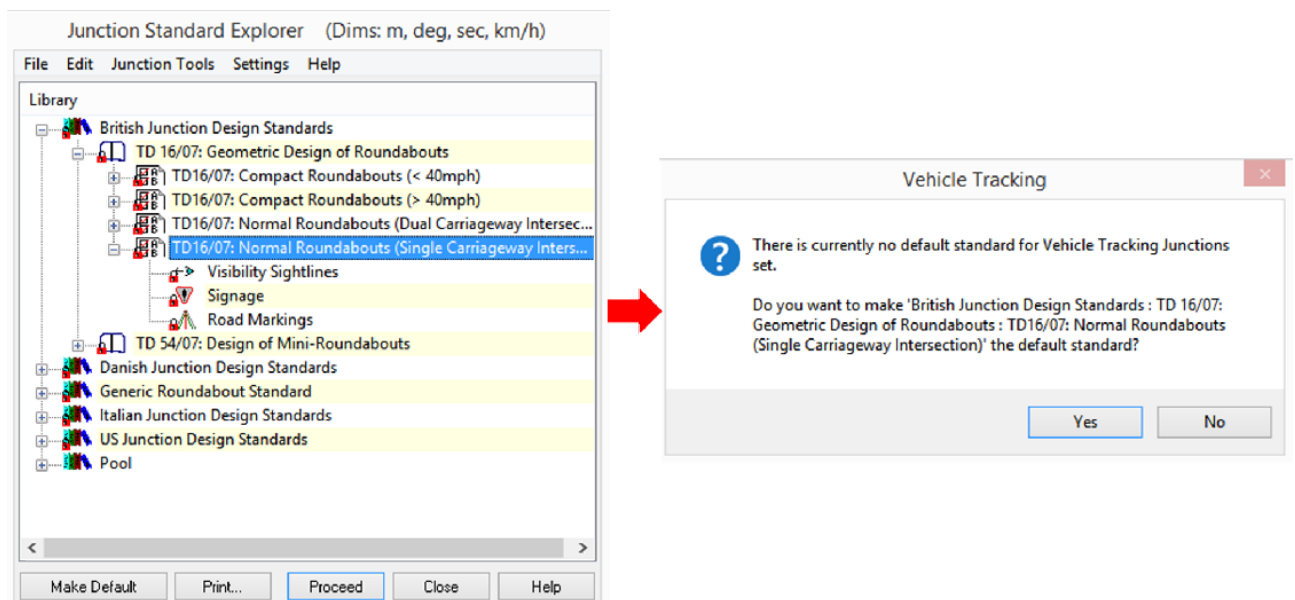 Junction Standard Explorer (Dims: m, deg, sec, km/h)
File Edit Junction Tools Settings Help
Library
British Junction Design Standards
TD 16/07: Geometric Design of Roundabouts
TD16/07: Compact Roundabouts (< 40mph)
TD16/07: Compact Roundabouts (> 40mph)
TD16/07: Normal Roundabouts (Dual Carriageway Intersec...
TD16/07: Normal Roundabouts (Single Carriageway Inters...
Visibility Sightlines
Signage
Road Markings
TD 54/07: Design of Mini-Roundabouts
Danish Junction Design Standards
Generic Roundabout Standard
Italian Junction Design Standards
US Junction Design Standards
Pool
Make Default Print... Proceed Close Help
Vehicle Tracking
There is currently no default standard for Vehicle Tracking Junctions
set.
Do you want to make 'British Junction Design Standards : TD 16/07:
Geometric Design of Roundabouts : TD16/07: Normal Roundabouts
(Single Carriageway Intersection)' the default standard?
Yes No